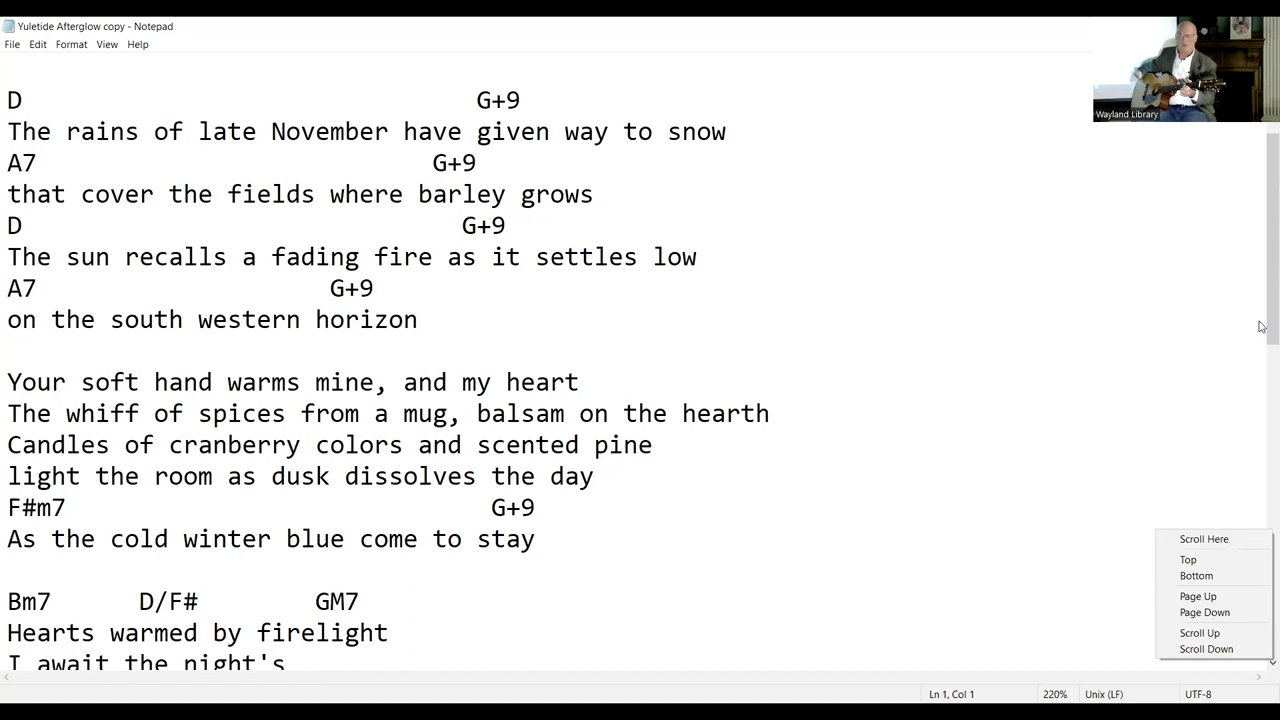 Yuletide Afterglow copy - Notepad
File Edit Format View Help
Wayland Library
D G+9
The rains of late November have given way to snow
A7 G+9
that cover the fields where barley grows
D G+9
The sun recalls a fading fire as it settles low
A7 G+9
on the south western horizon
Your soft hand warms mine, and my heart
The whiff of spices from a mug, balsam on the hearth
Candles of cranberry colors and scented pine
light the room as dusk dissolves the day
F#m7 G+9
As the cold winter blue come to stay
Bm7 D/F# GM7
Hearts warmed by firelight
I await the night's
Scroll Here
Top
Bottom
Page Up
Page Down
Scroll Up
Scroll Down
Ln 1, Col 1 220% Unix (LF) UTF-8